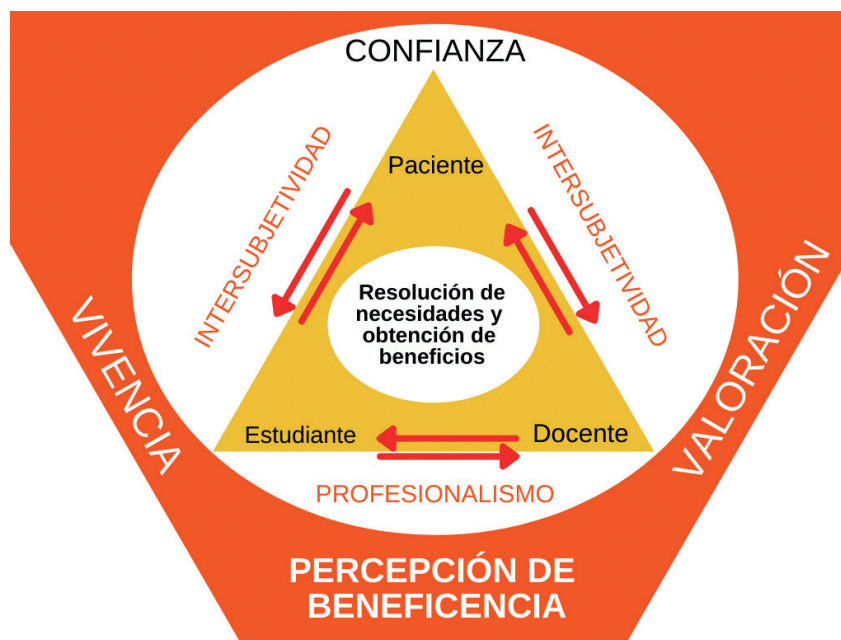 CONFIANZA
INTERSUBJETIVIDAD
INTERSUBJETIVIDAD
Paciente
Resolución de
necesidades y
obtención de
beneficios
VIVENCIA
VALORACIÓN
Estudiante
Docente
PROFESIONALISMO
PERCEPCIÓN DE
BENEFICENCIA